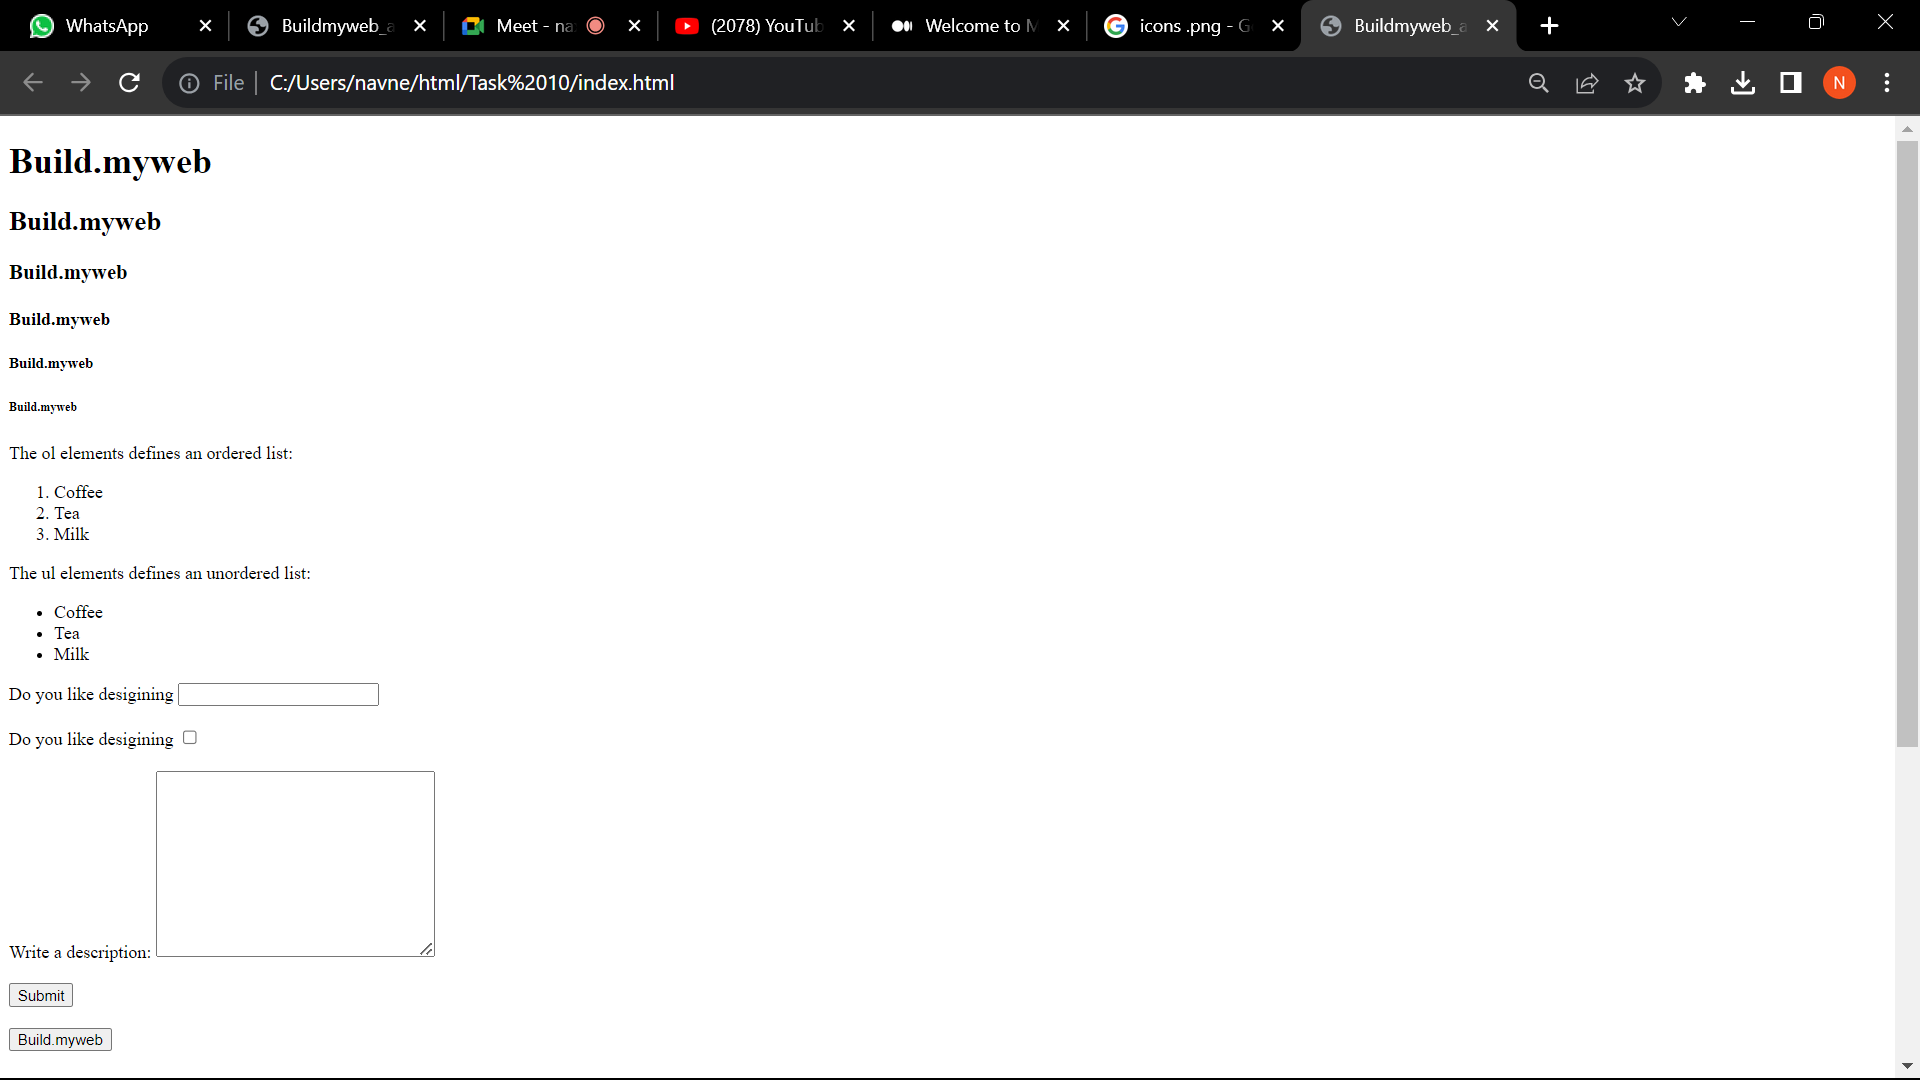 WhatsApp
Buildmyweb_a
Meet - na
(2078) YouTub
Welcome to M
icons .png - G
Buildmyweb_a
File
C:/Users/navne/html/Task%2010/index.html
N
Build.myweb
Build.myweb
Build.myweb
Build.myweb
Build.myweb
Build.myweb
The ol elements defines an ordered list:
1. Coffee
2. Tea
3. Milk
The ul elements defines an unordered list:
• Coffee
• Tea
• Milk
Do you like desigining
Do you like desigining
Write a description:
Submit
Build.myweb